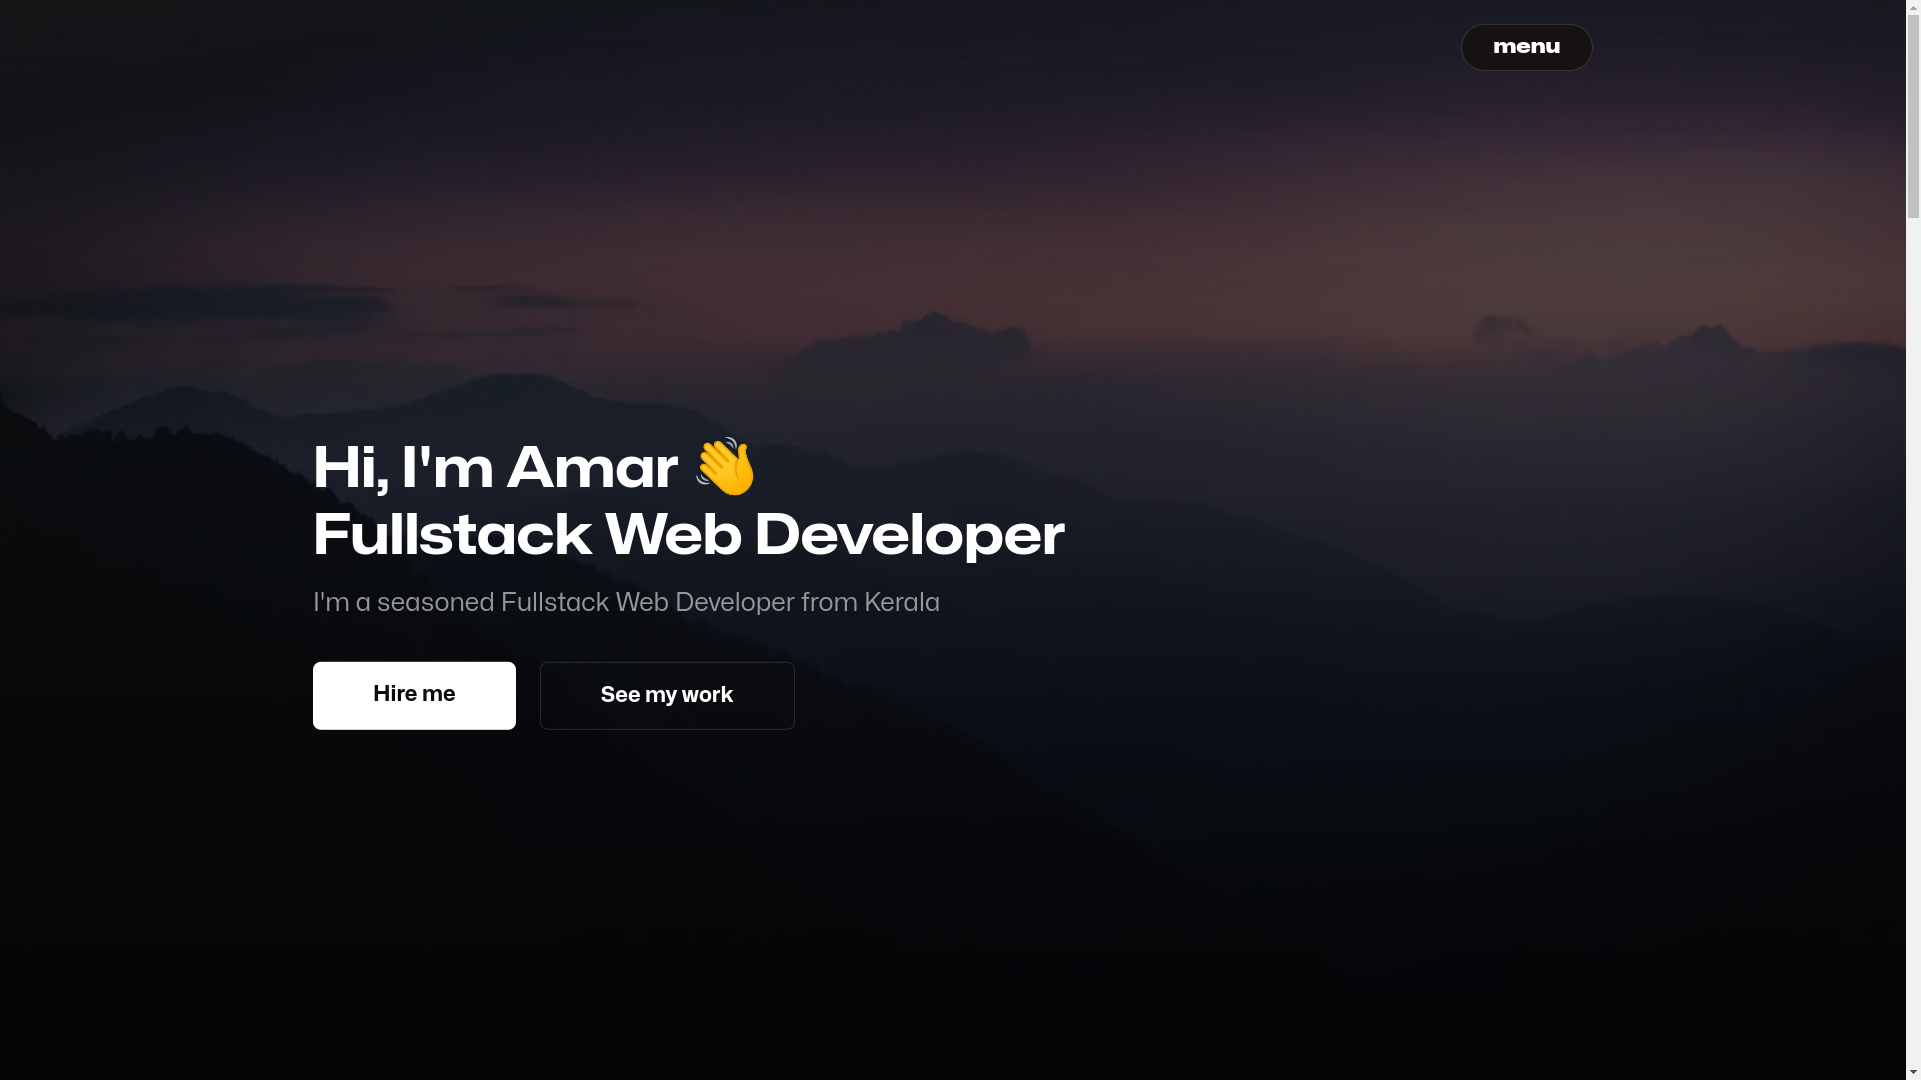 menu
Hi, I'm Amar 👋
Fullstack Web Developer
I'm a seasoned Fullstack Web Developer from Kerala
Hire me
See my work